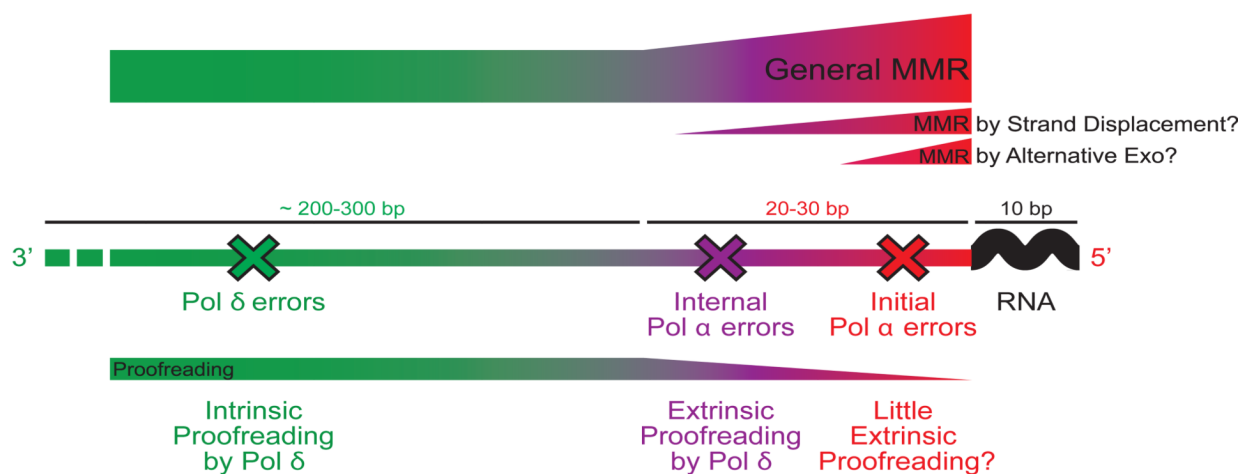 General MMR
MMR by Strand Displacement?
MMR by Alternative Exo?
~ 200-300 bp
20-30 bp
10 bp
3’
5’
Pol δ errors
Internal
Pol α errors
Initial
Pol α errors
RNA
Proofreading
Intrinsic
Proofreading
by Pol δ
Extrinsic
Proofreading
by Pol δ
Little
Extrinsic
Proofreading?